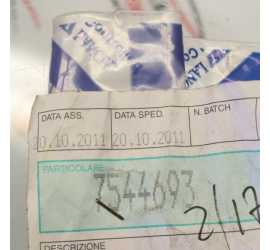 DATA ASS. DATA SPED. N. BATCH
20.10.2011 20.10.2011
PARTICOLARE
7544693
2/17
DESCRIZIONE